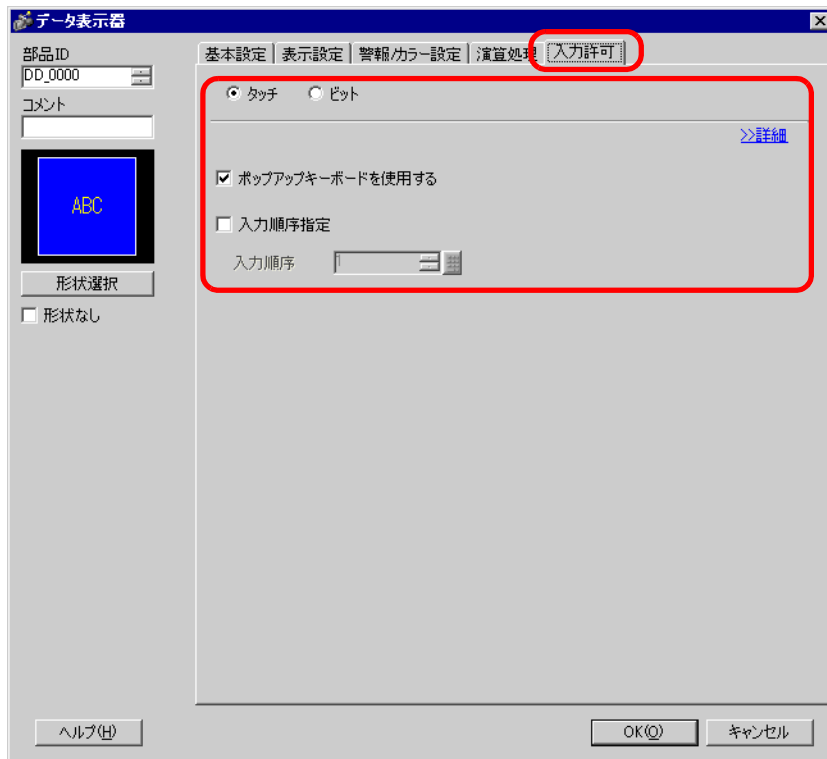 データ表示器
部品ID
DD_0000
コメント
ABC
形状選択
形状なし
基本設定 表示設定 警報/カラー設定 演算処理 入力許可
タッチ ビット
>>詳細
ポップアップキーボードを使用する
入力順序指定
入力順序 1
ヘルプ(H) OK(O) キャンセル